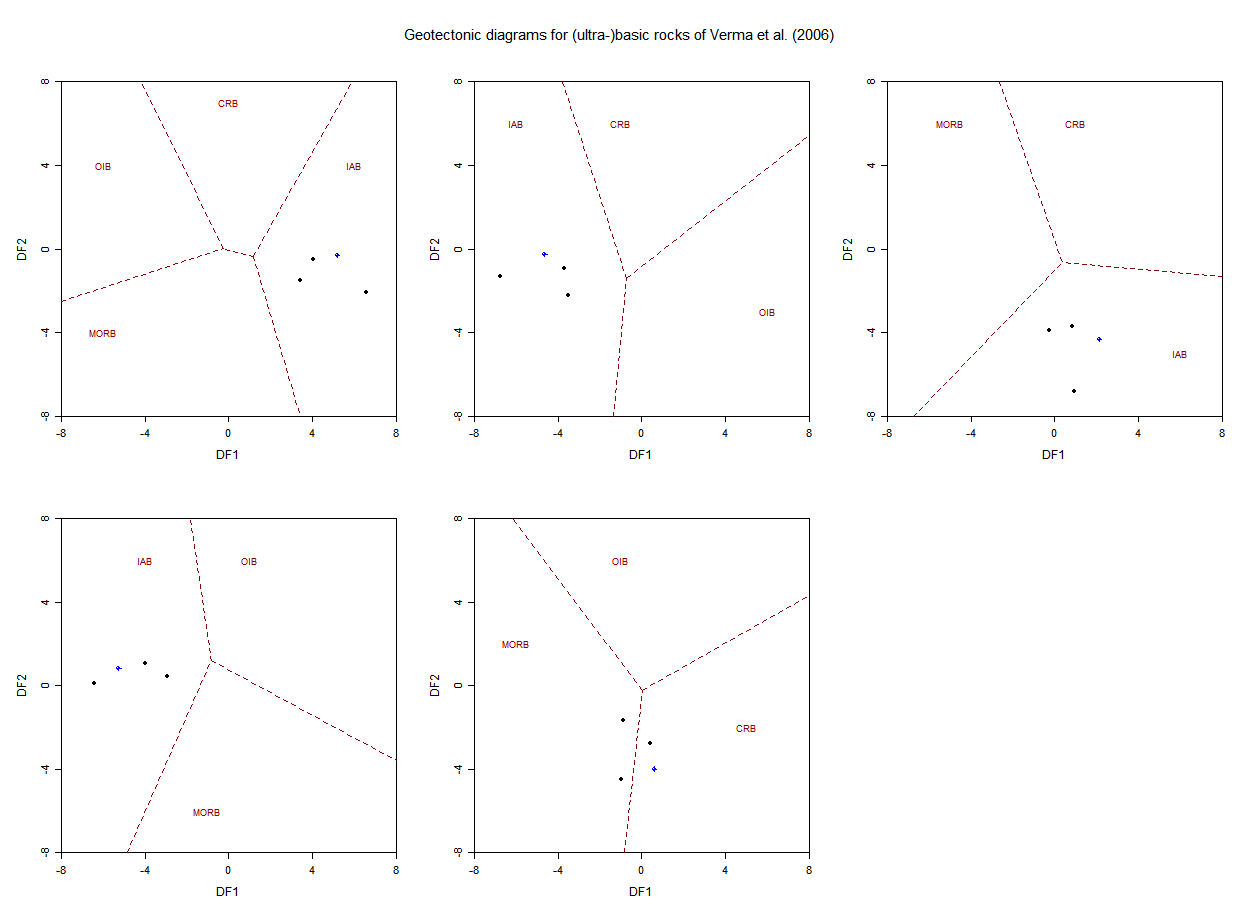 Geotectonic diagrams for (ultra-)basic rocks of Verma et al. (2006)
8
4
0
-4
-8
DF2
CRB
OIB
IAB
MORB
-8 -4 0 4 8
DF1
8
4
0
-4
-8
DF2
IAB
CRB
OIB
-8 -4 0 4 8
DF1
8
4
0
-4
-8
DF2
MORB
CRB
IAB
-8 -4 0 4 8
DF1
8
4
0
-4
-8
DF2
IAB
OIB
MORB
-8 -4 0 4 8
DF1
8
4
0
-4
-8
DF2
OIB
MORB
CRB
-8 -4 0 4 8
DF1